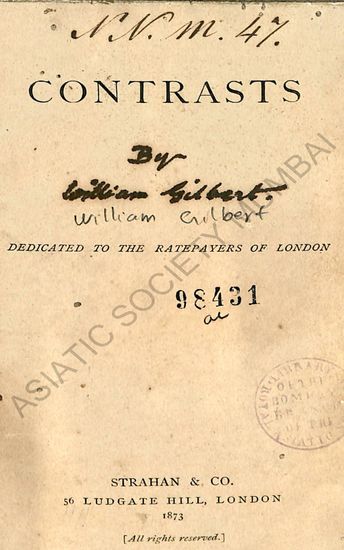 N.N. m. 47.
CONTRASTS
By
William Gilbert.
William Gilbert
DEDICATED TO THE RATEPAYERS OF LONDON
98431
ASIATIC SOCIETY MUMBAI
STRAHAN & CO.
56 LUDGATE HILL, LONDON
1873
[All rights reserved.]